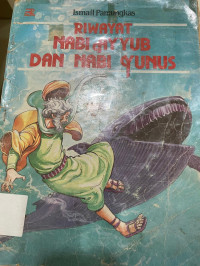 Ismail Pamungkas
RIWAYAT
NABI AYYUB
DAN NABI YUNUS